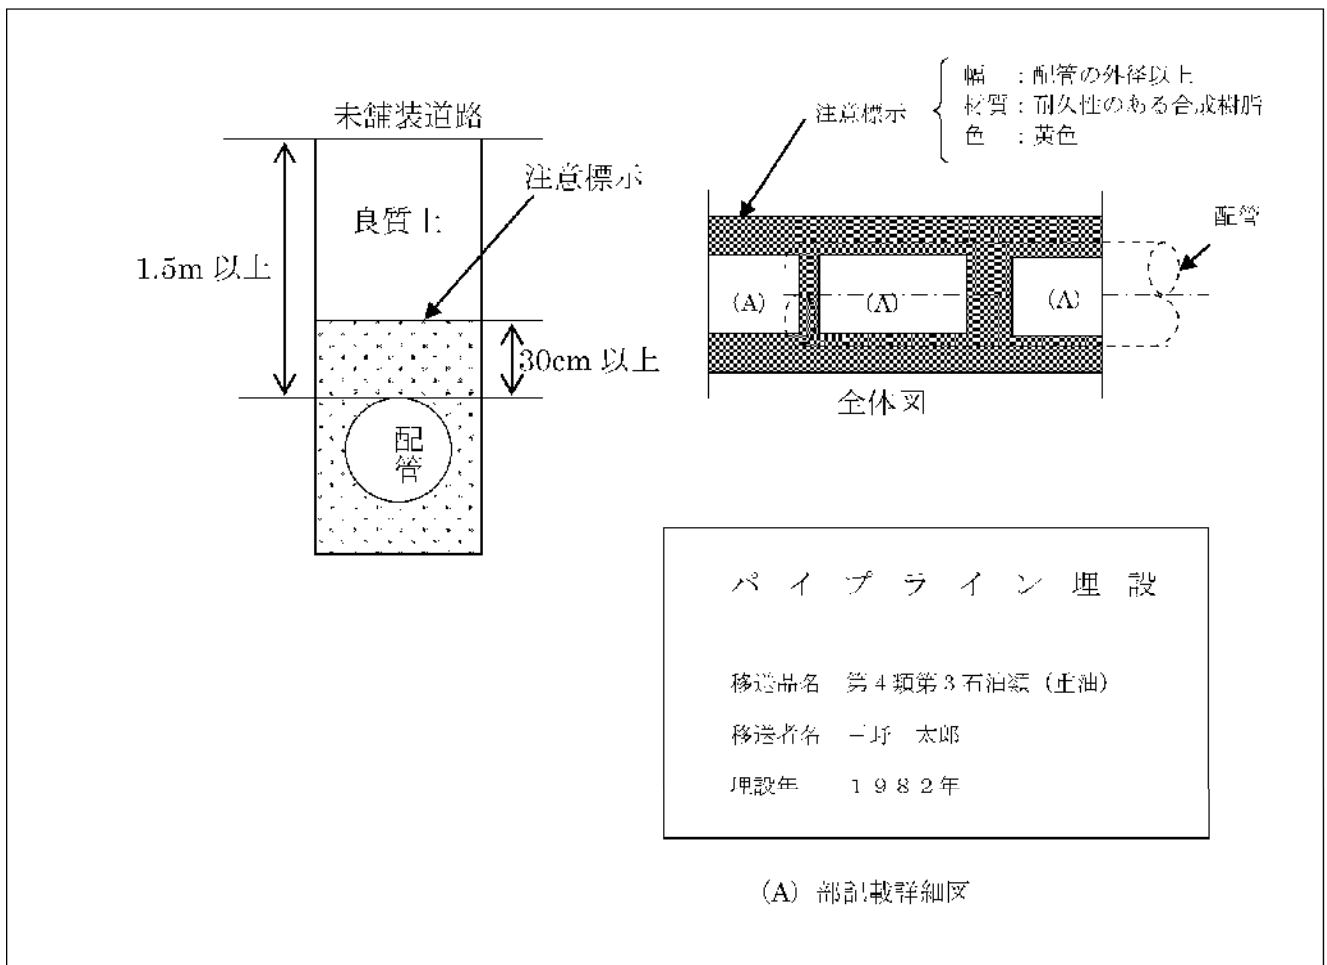 未舗装道路
注意標示
良質土
1.5m 以上
30cm 以上
配管
注意標示
幅 ：配管の外径以上
材質：耐久性のある合成樹脂
色 ：黄色
配管
(A)
(A)
(A)
全体図
パイプライン埋設
移送品名 第４類第３石油類（重油）
移送者名 太郎
埋設年 １９８２年
(A) 部記載詳細図